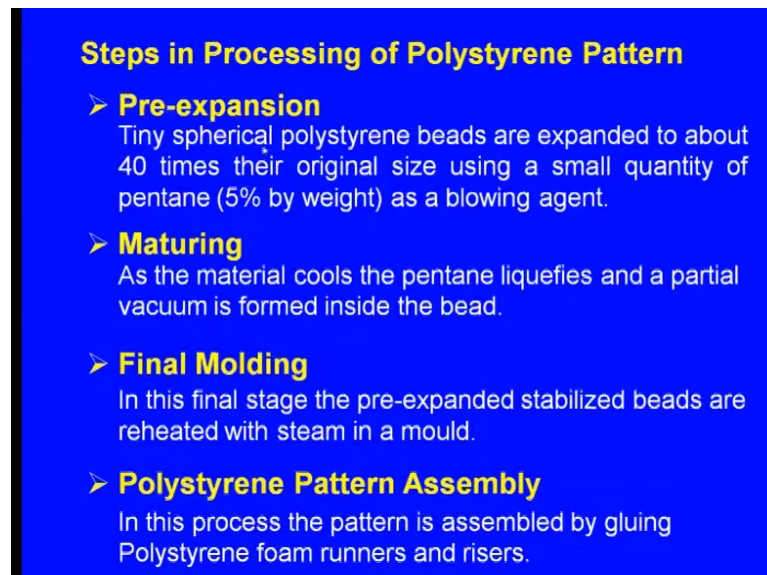 Steps in Processing of Polystyrene Pattern
➢ Pre-expansion
Tiny spherical polystyrene beads are expanded to about
40 times their original size using a small quantity of
pentane (5% by weight) as a blowing agent.
➢ Maturing
As the material cools the pentane liquefies and a partial
vacuum is formed inside the bead.
➢ Final Molding
In this final stage the pre-expanded stabilized beads are
reheated with steam in a mould.
➢ Polystyrene Pattern Assembly
In this process the pattern is assembled by gluing
Polystyrene foam runners and risers.